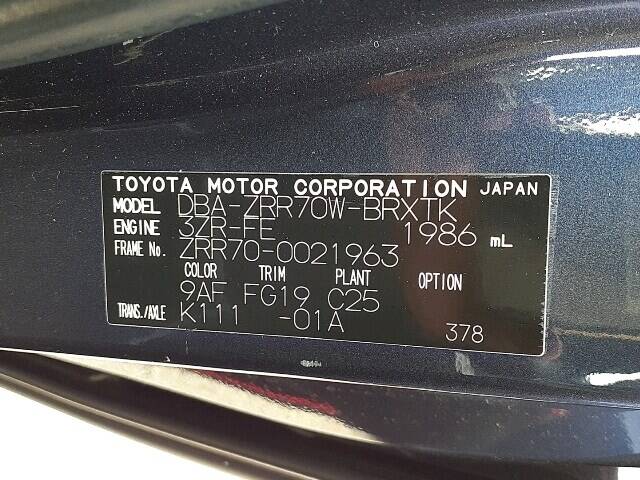 TOYOTA MOTOR CORPORATION JAPAN
MODEL DBA-ZRR70W-BRXTK
ENGINE 3ZR-FE 1986 mL
FRAME No. ZRR70-0021963
COLOR TRIM PLANT OPTION
9AF FG19 C25
TRANS./AXLE K111 -01A 378